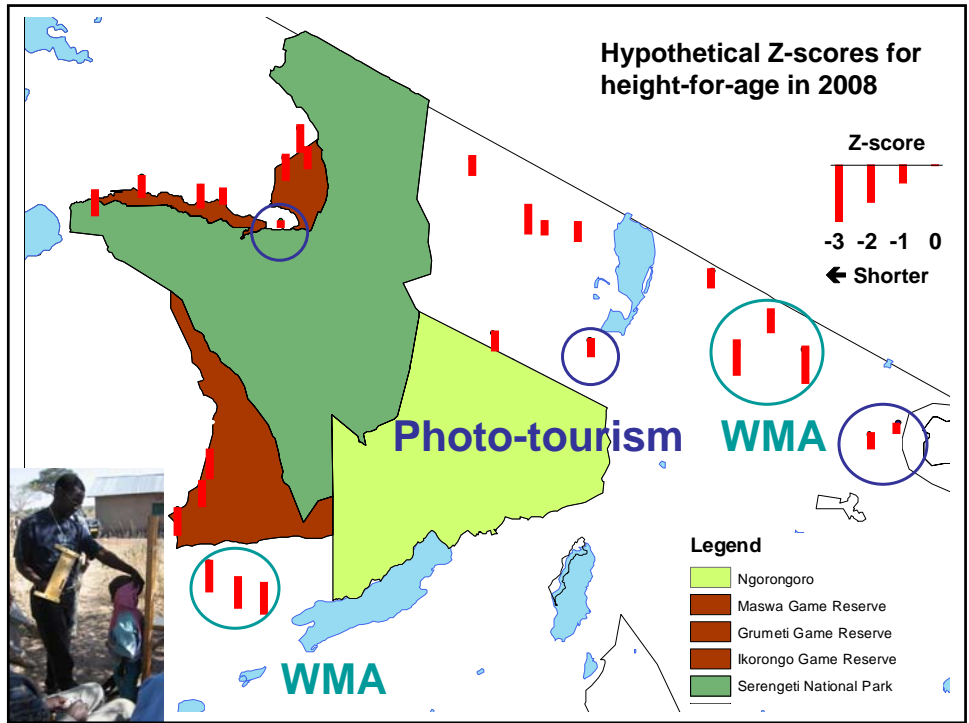 Hypothetical Z-scores for
height-for-age in 2008
Z-score
-3 -2 -1 0
← Shorter
Photo-tourism
WMA
WMA
Legend
Ngorongoro
Maswa Game Reserve
Grumeti Game Reserve
Ikorongo Game Reserve
Serengeti National Park